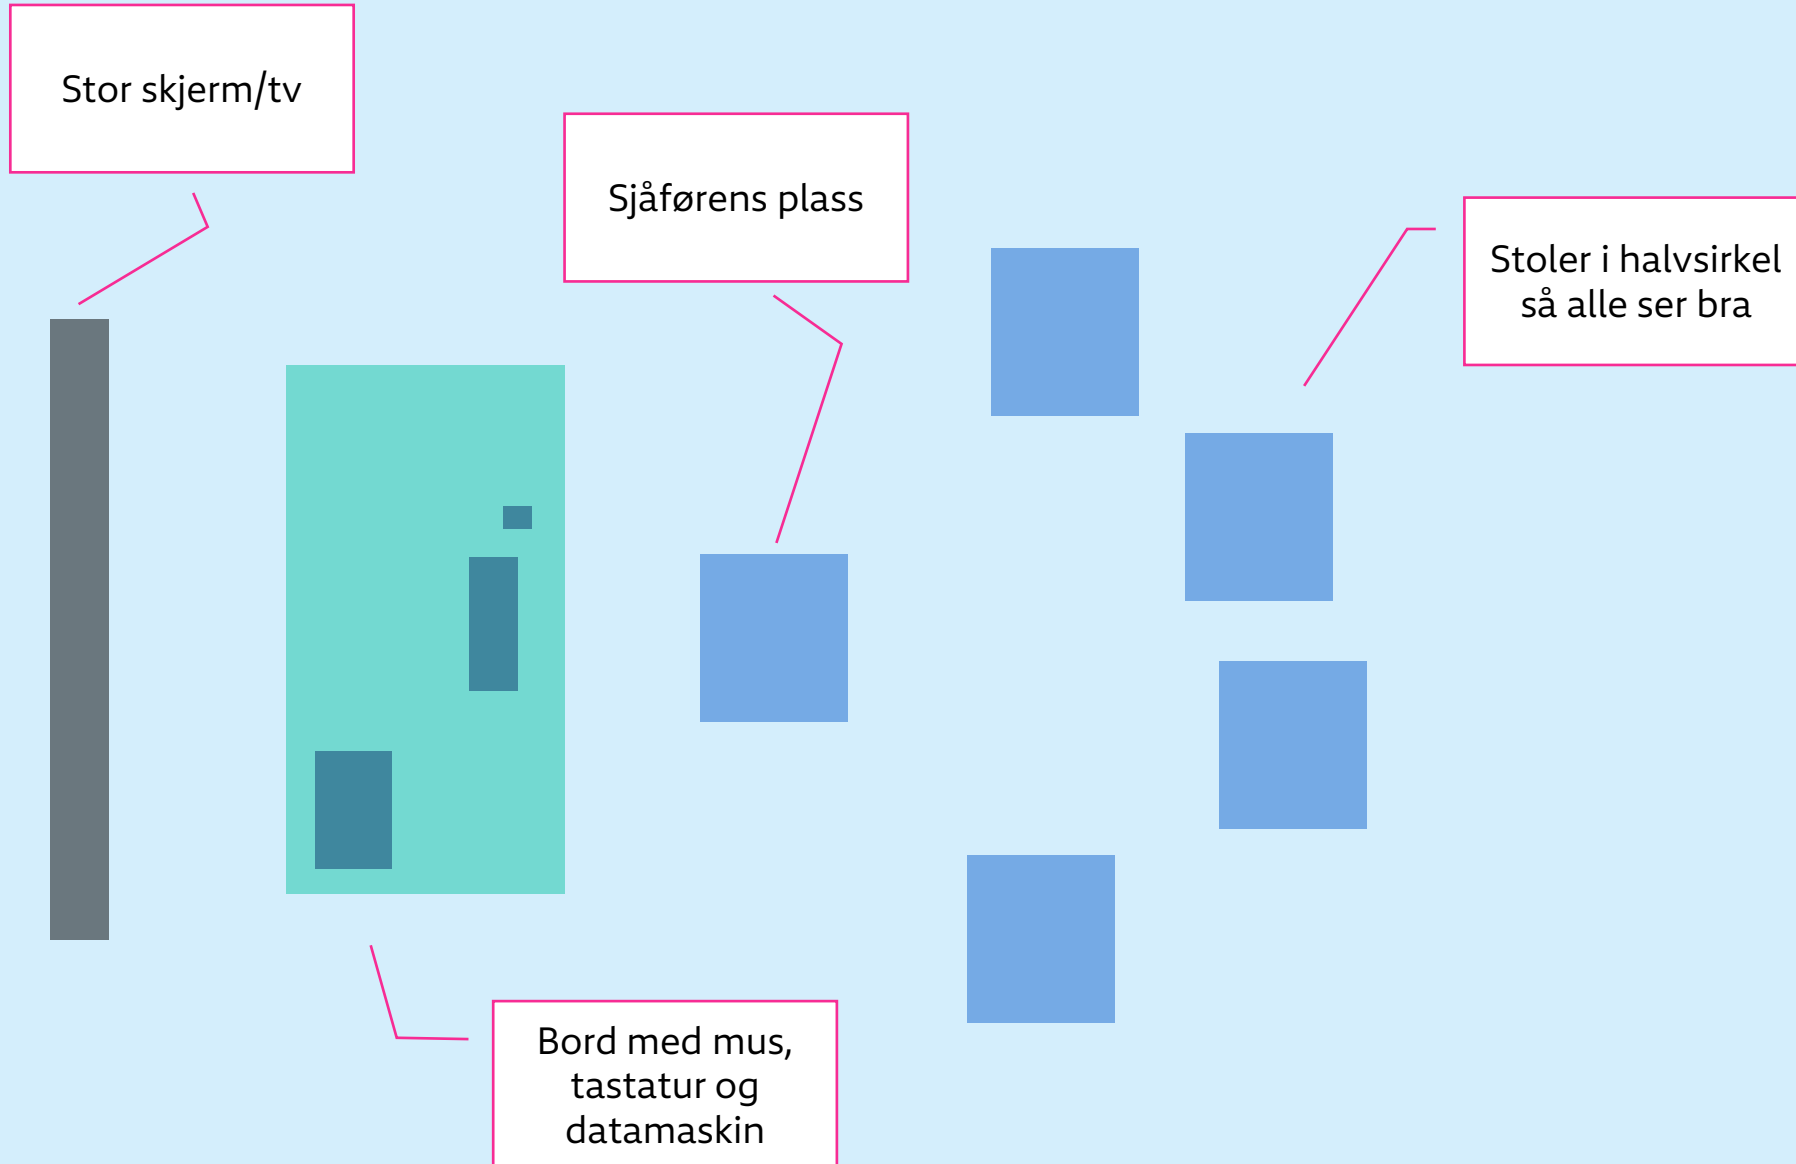 Stor skjerm/tv
Sjåførens plass
Stoler i halvsirkel
så alle ser bra
Bord med mus,
tastatur og
datamaskin